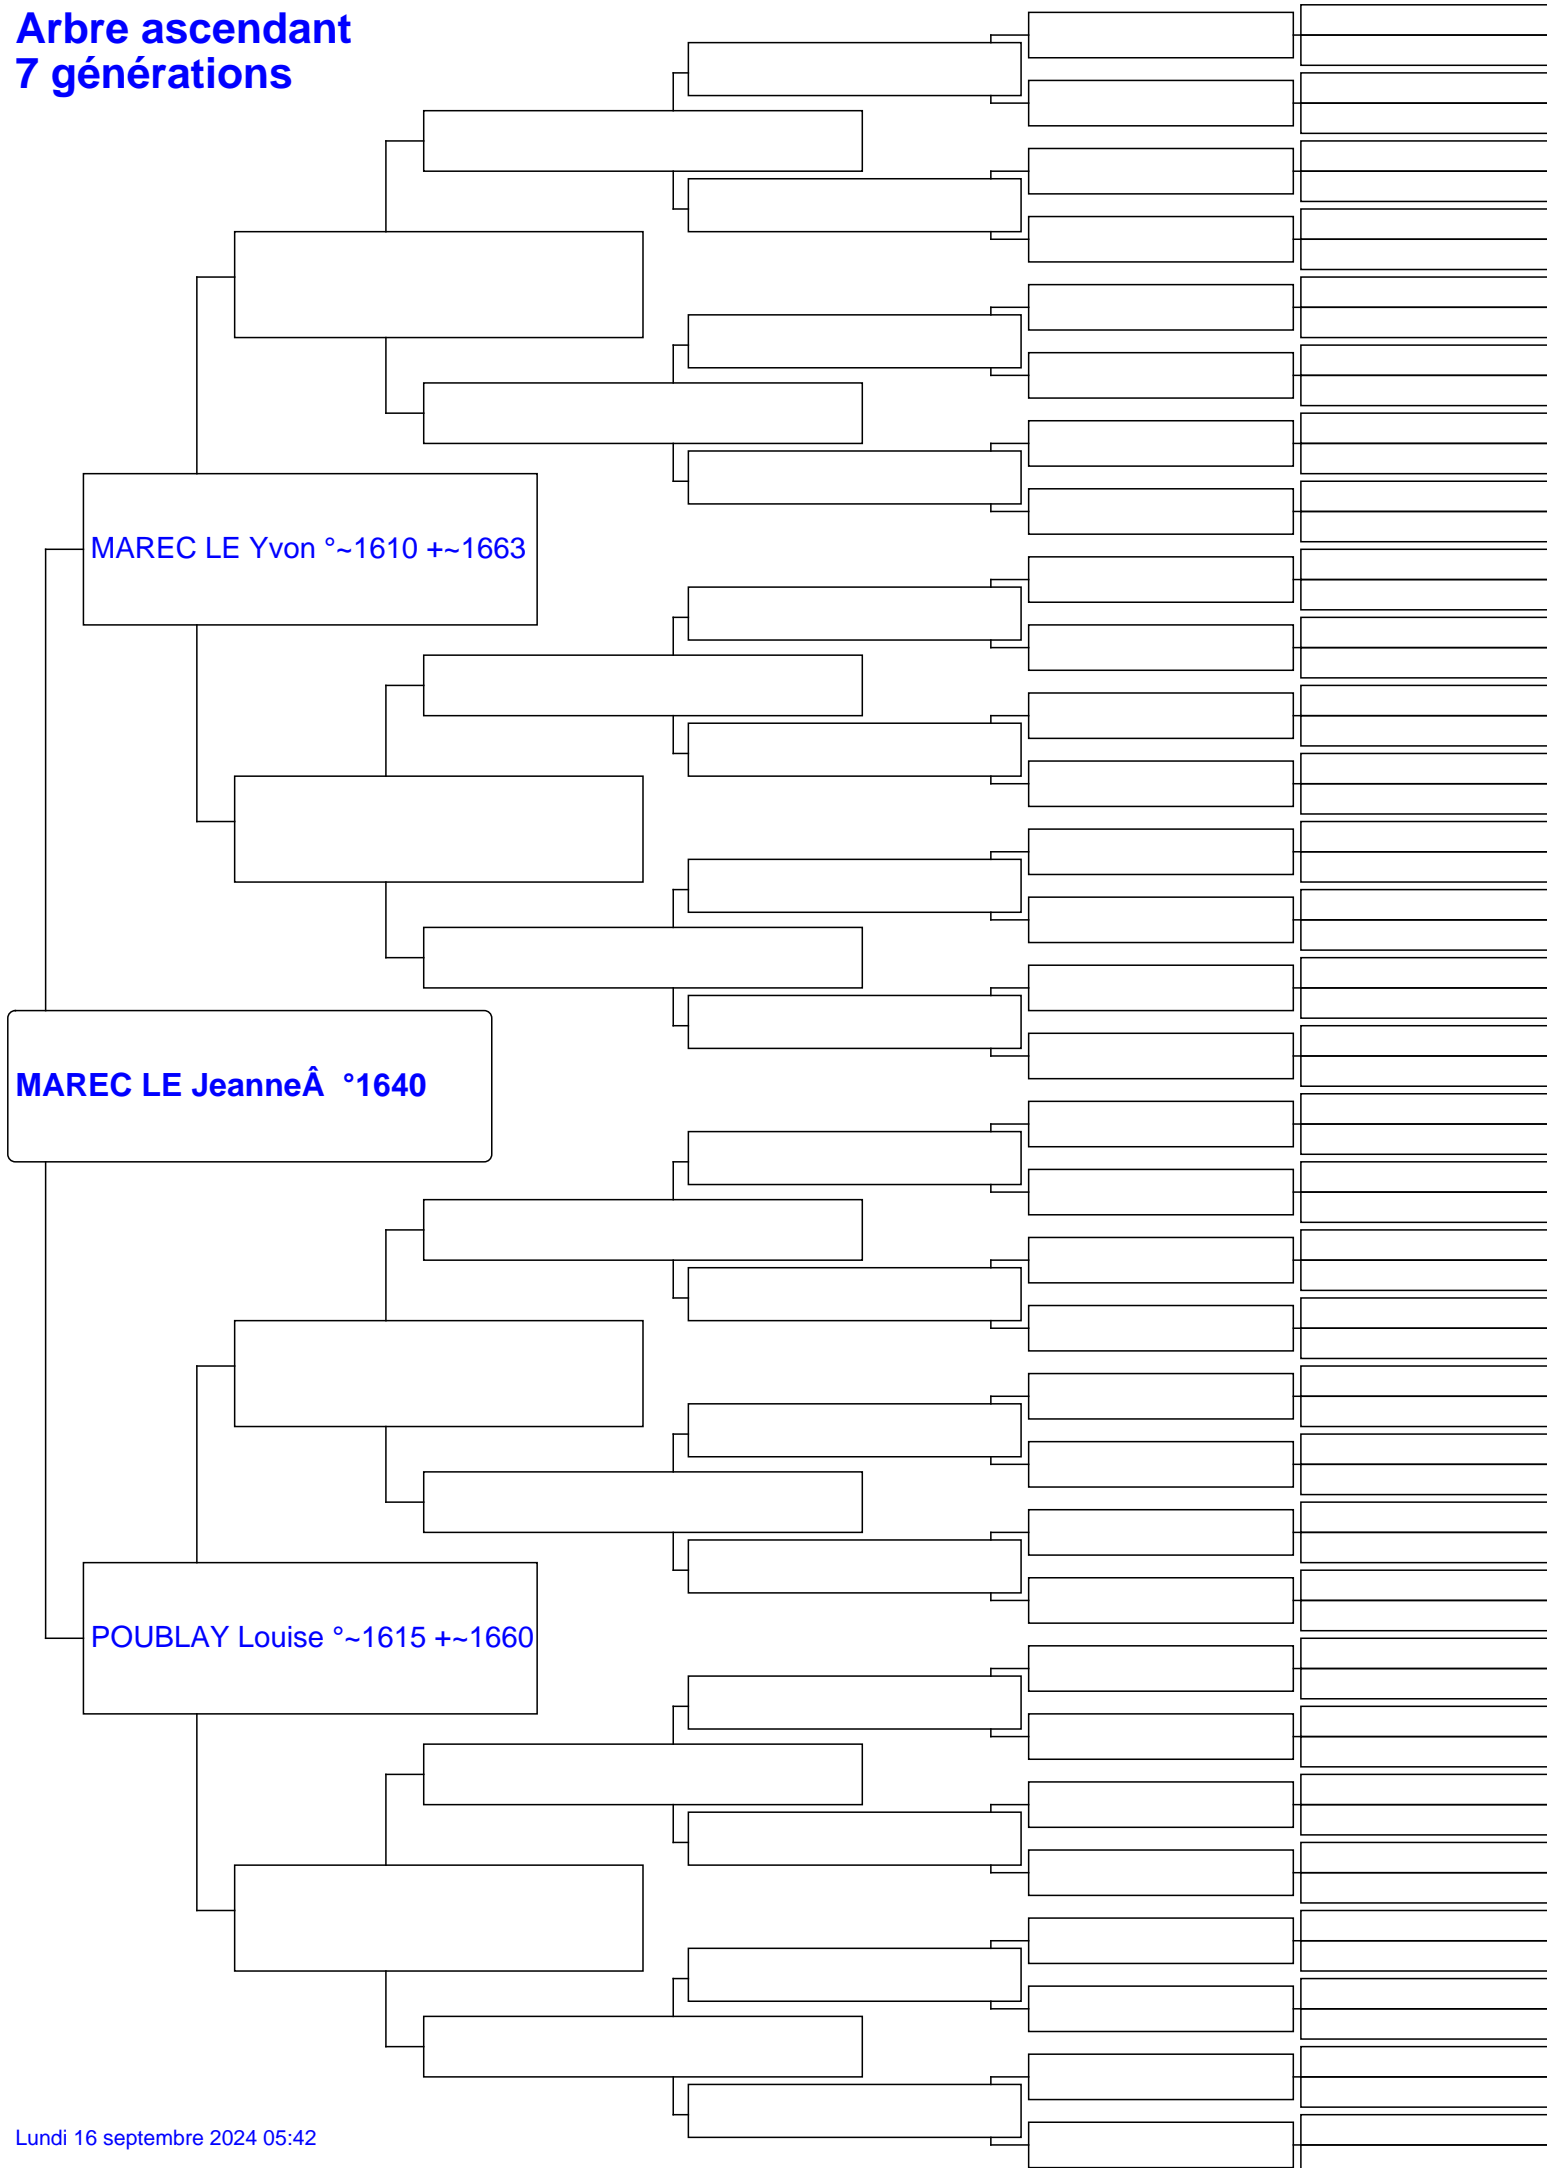 Arbre ascendant
7 générations
MAREC LE Yvon °~1610 +~1663
MAREC LE JeanneÂ  °1640
POUBLAY Louise °~1615 +~1660
Lundi 16 septembre 2024 05:42